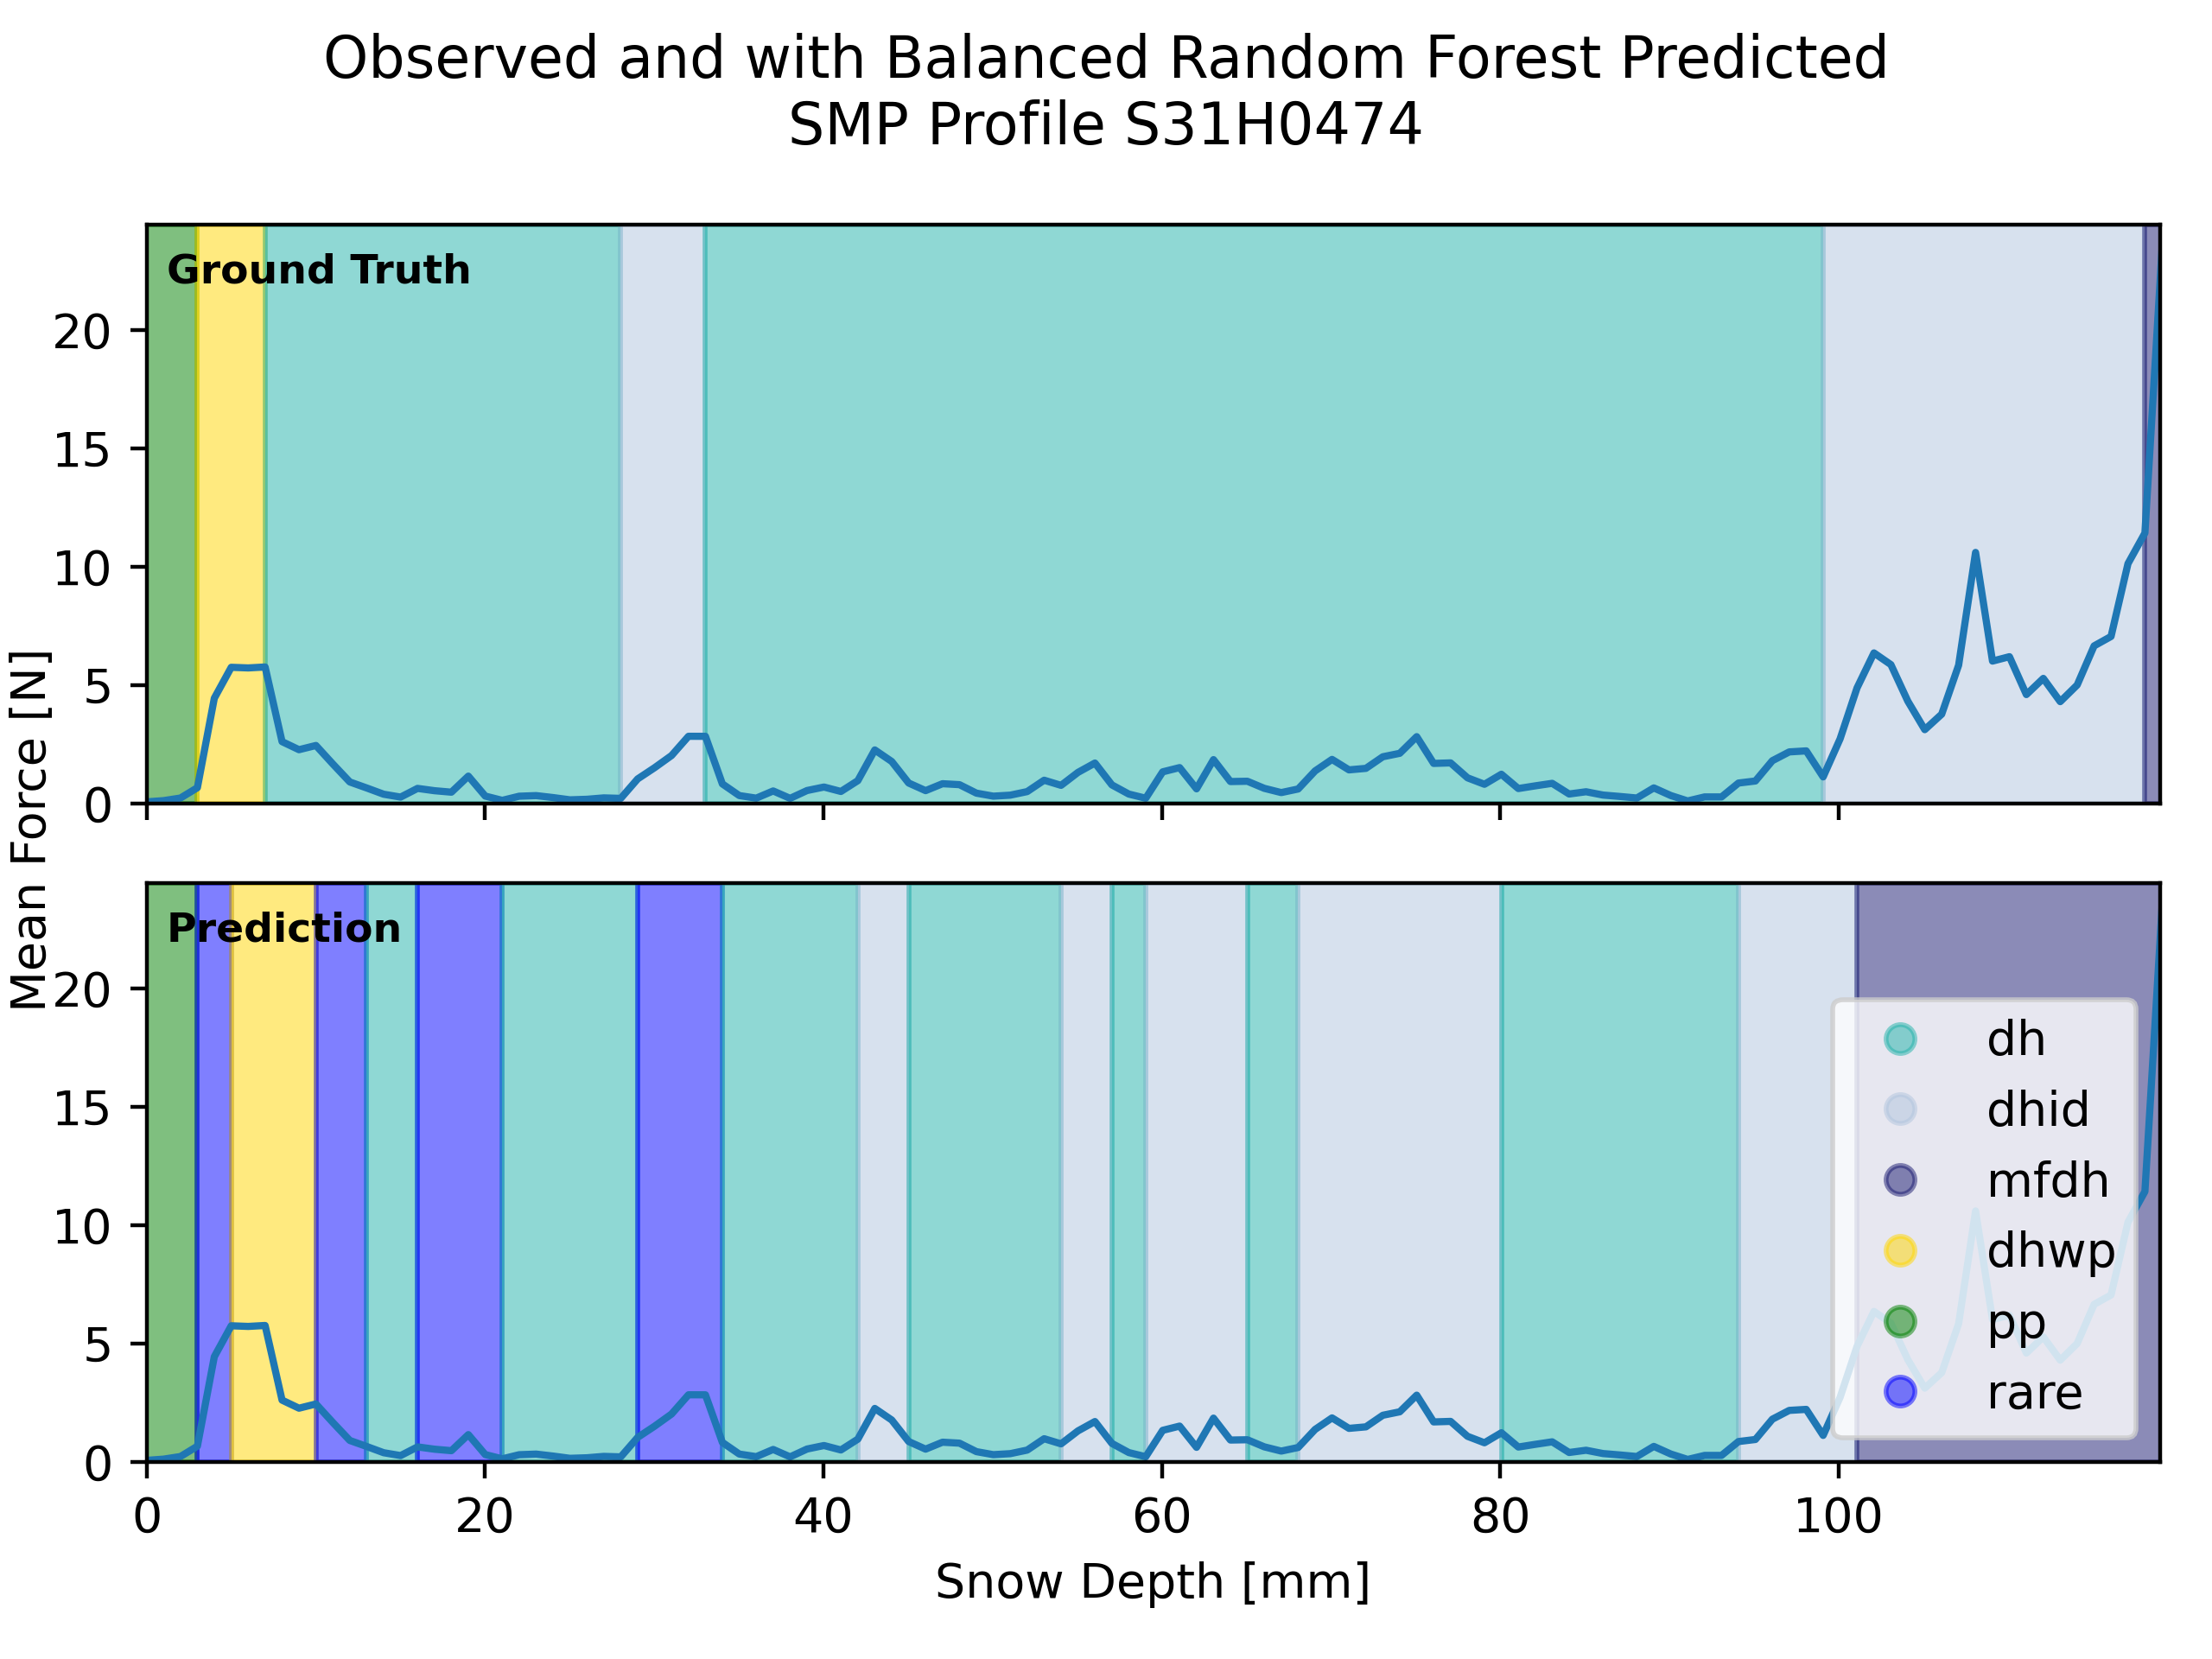 Observed and with Balanced Random Forest Predicted
SMP Profile S31H0474
Mean Force [N]
Ground Truth
20
15
10
5
0
Prediction
20
15
10
5
0
dh
dhid
mfdh
dhwp
pp
rare
0 20 40 60 80 100
Snow Depth [mm]